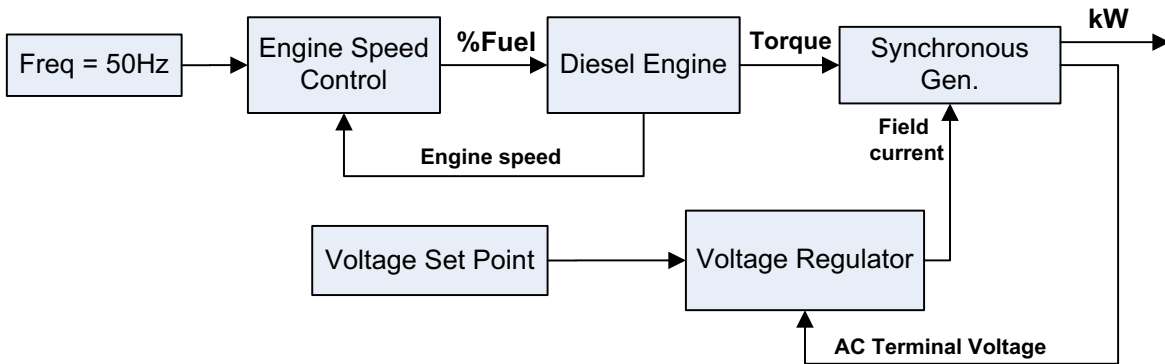 kW
%Fuel
Torque
Freq = 50Hz
Engine Speed
Control
Diesel Engine
Synchronous
Gen.
Engine speed
Field
current
Voltage Set Point
Voltage Regulator
AC Terminal Voltage